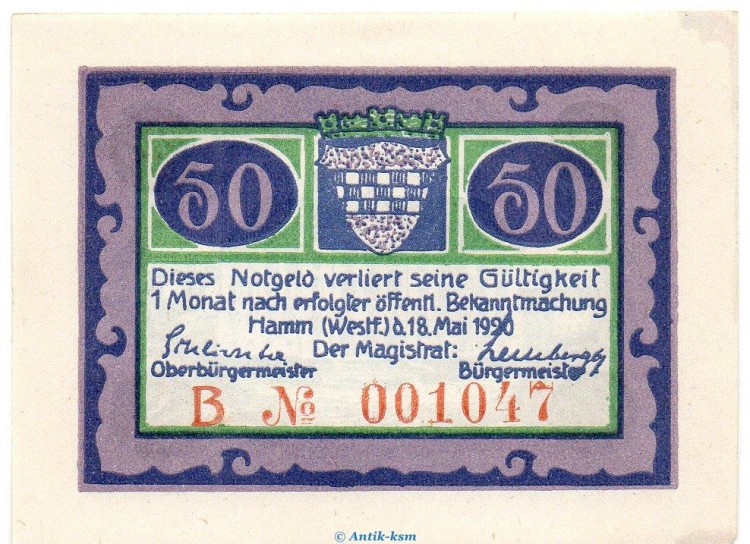 50 50
Dieses Notgeld verliert seine Gültigkeit
1 Monat nach erfolgter öffentl. Bekanntmachung
Hamm (Westf.) d. 18. Mai 1920
Der Magistrat:
Oberbürgermeister Bürgermeister
B No 001047
© Antik-ksm